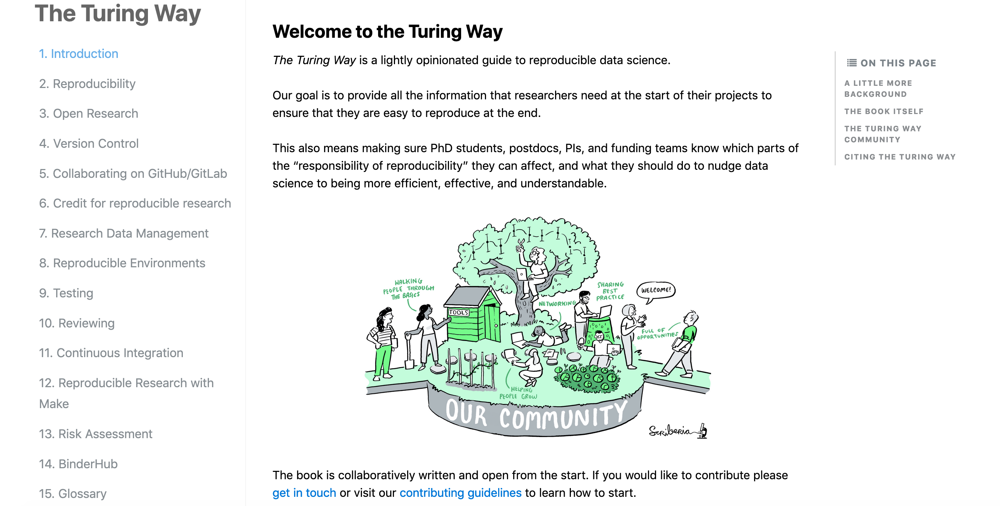 The Turing Way
1. Introduction
2. Reproducibility
3. Open Research
4. Version Control
5. Collaborating on GitHub/GitLab
6. Credit for reproducible research
7. Research Data Management
8. Reproducible Environments
9. Testing
10. Reviewing
11. Continuous Integration
12. Reproducible Research with
Make
13. Risk Assessment
14. BinderHub
15. Glossary
Welcome to the Turing Way
The Turing Way is a lightly opinionated guide to reproducible data science.
Our goal is to provide all the information that researchers need at the start of their projects to
ensure that they are easy to reproduce at the end.
This also means making sure PhD students, postdocs, PIs, and funding teams know which parts of
the “responsibility of reproducibility” they can affect, and what they should do to nudge data
science to being more efficient, effective, and understandable.
WALKING
PEOPLE THROUGH
THE BASICS
TOOLS
NETWORKING
SHARING
BEST
PRACTICE
WELCOME!
FULL OF
OPPORTUNITIES
HELPING
PEOPLE GROW
OUR COMMUNITY
Scriberia
The book is collaboratively written and open from the start. If you would like to contribute please
get in touch or visit our contributing guidelines to learn how to start.
ON THIS PAGE
A LITTLE MORE
BACKGROUND
THE BOOK ITSELF
THE TURING WAY
COMMUNITY
CITING THE TURING WAY